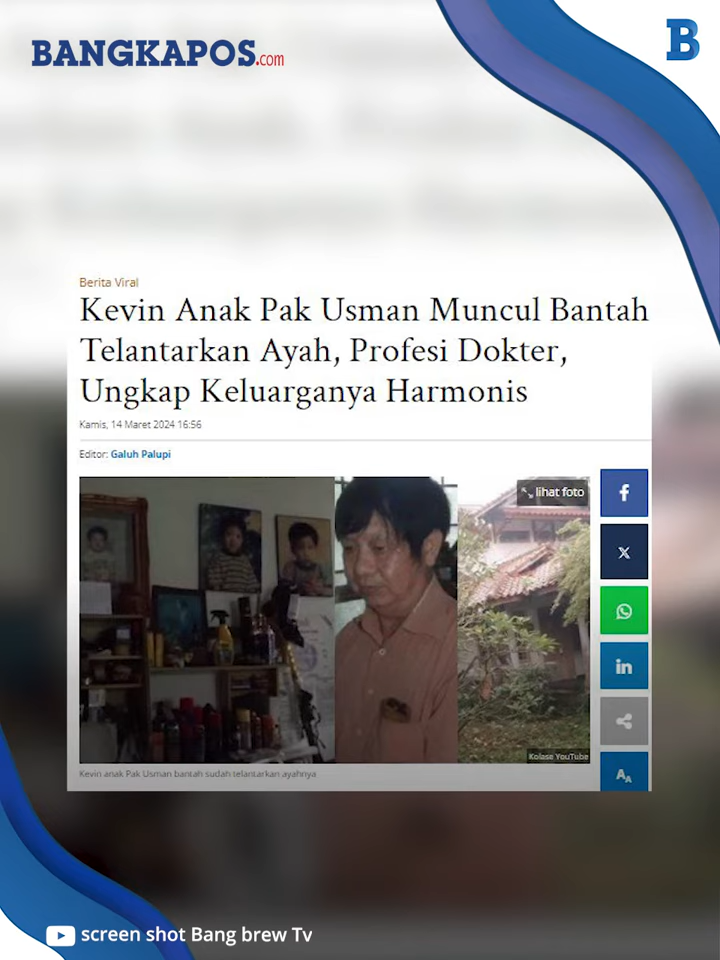 BANGKAPOS.com
B
Berita Viral
Kevin Anak Pak Usman Muncul Bantah
Telantarkan Ayah, Profesi Dokter,
Ungkap Keluarganya Harmonis
Kamis, 14 Maret 2024 16:56
Editor: Galuh Palupi
lihat foto
Kolase YouTube
Kevin anak Pak Usman bantah sudah telantarkan ayahnya
AA
screen shot Bang brew Tv